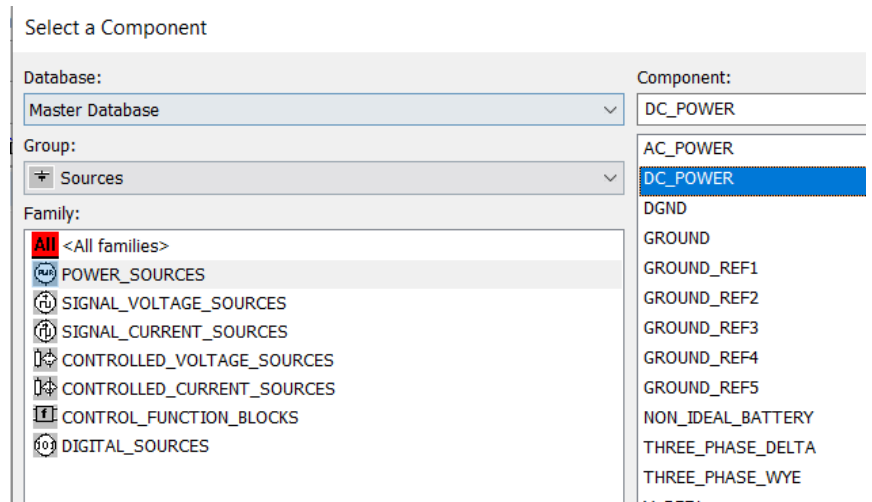 Select a Component
Database:
Master Database
Group:
Sources
Family:
All <All families>
POWER_SOURCES
SIGNAL_VOLTAGE_SOURCES
SIGNAL_CURRENT_SOURCES
CONTROLLED_VOLTAGE_SOURCES
CONTROLLED_CURRENT_SOURCES
CONTROL_FUNCTION_BLOCKS
DIGITAL_SOURCES
Component:
DC_POWER
AC_POWER
DC_POWER
DGND
GROUND
GROUND_REF1
GROUND_REF2
GROUND_REF3
GROUND_REF4
GROUND_REF5
NON_IDEAL_BATTERY
THREE_PHASE_DELTA
THREE_PHASE_WYE